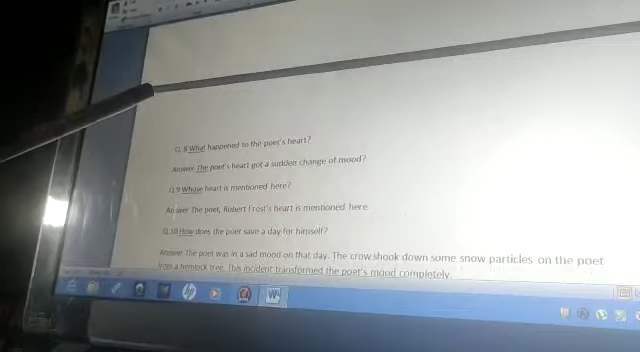 Q. 8 What happened to the poet's heart?
Answer The poet's heart got a sudden change of mood?
Q.9 Whose heart is mentioned here?
Answer The poet, Robert Frost's heart is mentioned here.
Q.10 How does the poet save a day for himself?
Answer The poet was in a sad mood on that day. The crow shook down some snow particles on the poet
from a hemlock tree. This incident transformed the poet's mood completely.
hp
W